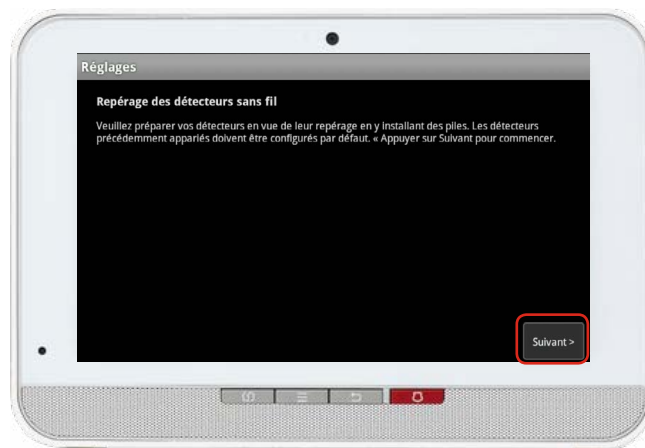 Réglages
Repérage des détecteurs sans fil
Veuillez préparer vos détecteurs en vue de leur repérage en y installant des piles. Les détecteurs
précédemment appariés doivent être configurés par défaut. « Appuyer sur Suivant pour commencer.
Suivant >